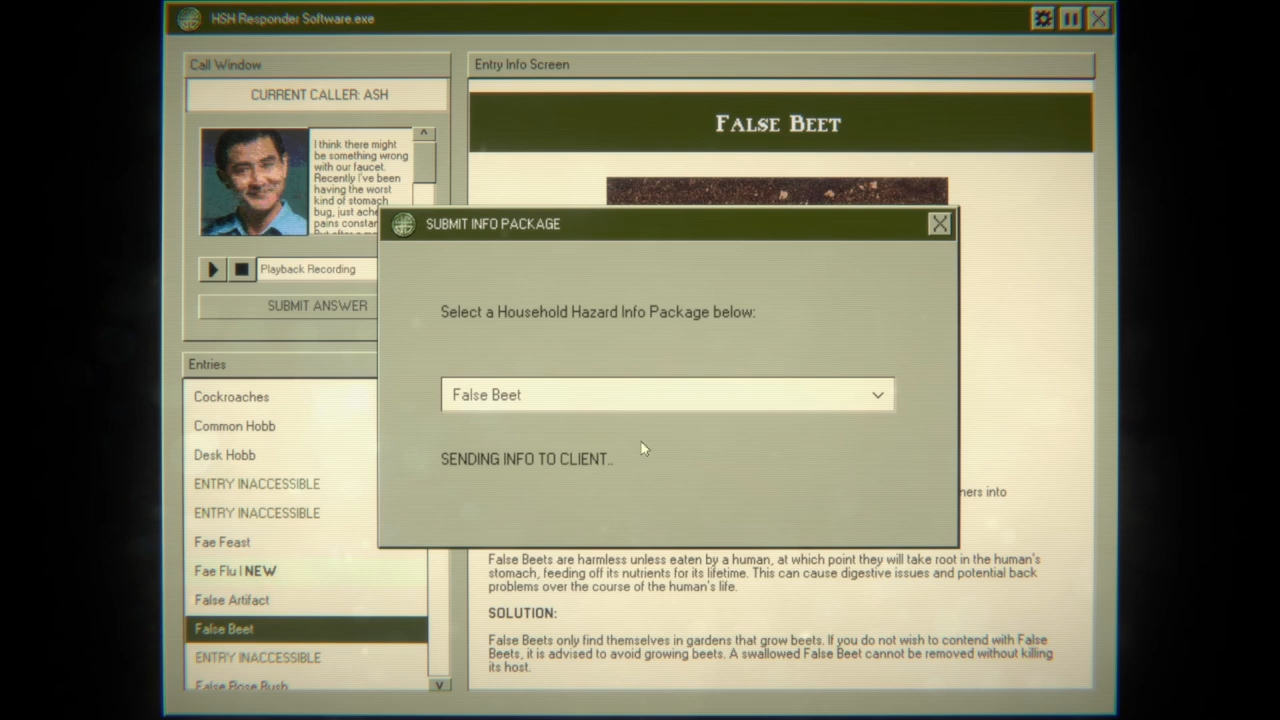 HSH Responder Software.exe
Call Window
CURRENT CALLER: ASH
I think there might
be something wrong
with our faucet.
Recently I've been
having the worst
kind of stomach
bug, just ache
pains constan
Playback Recording
SUBMIT ANSWER
Entries
Cockroaches
Common Hobb
Desk Hobb
ENTRY INACCESSIBLE
ENTRY INACCESSIBLE
Fae Feast
Fae Flu | NEW
False Artifact
False Beet
ENTRY INACCESSIBLE
False Rose Bush
Entry Info Screen
FALSE BEET
SUBMIT INFO PACKAGE
Select a Household Hazard Info Package below:
False Beet
SENDING INFO TO CLIENT..
ners into
False Beets are harmless unless eaten by a human, at which point they will take root in the human's
stomach, feeding off its nutrients for its lifetime. This can cause digestive issues and potential back
problems over the course of the human's life.
SOLUTION:
False Beets only find themselves in gardens that grow beets. If you do not wish to contend with False
Beets, it is advised to avoid growing beets. A swallowed False Beet cannot be removed without killing
its host.